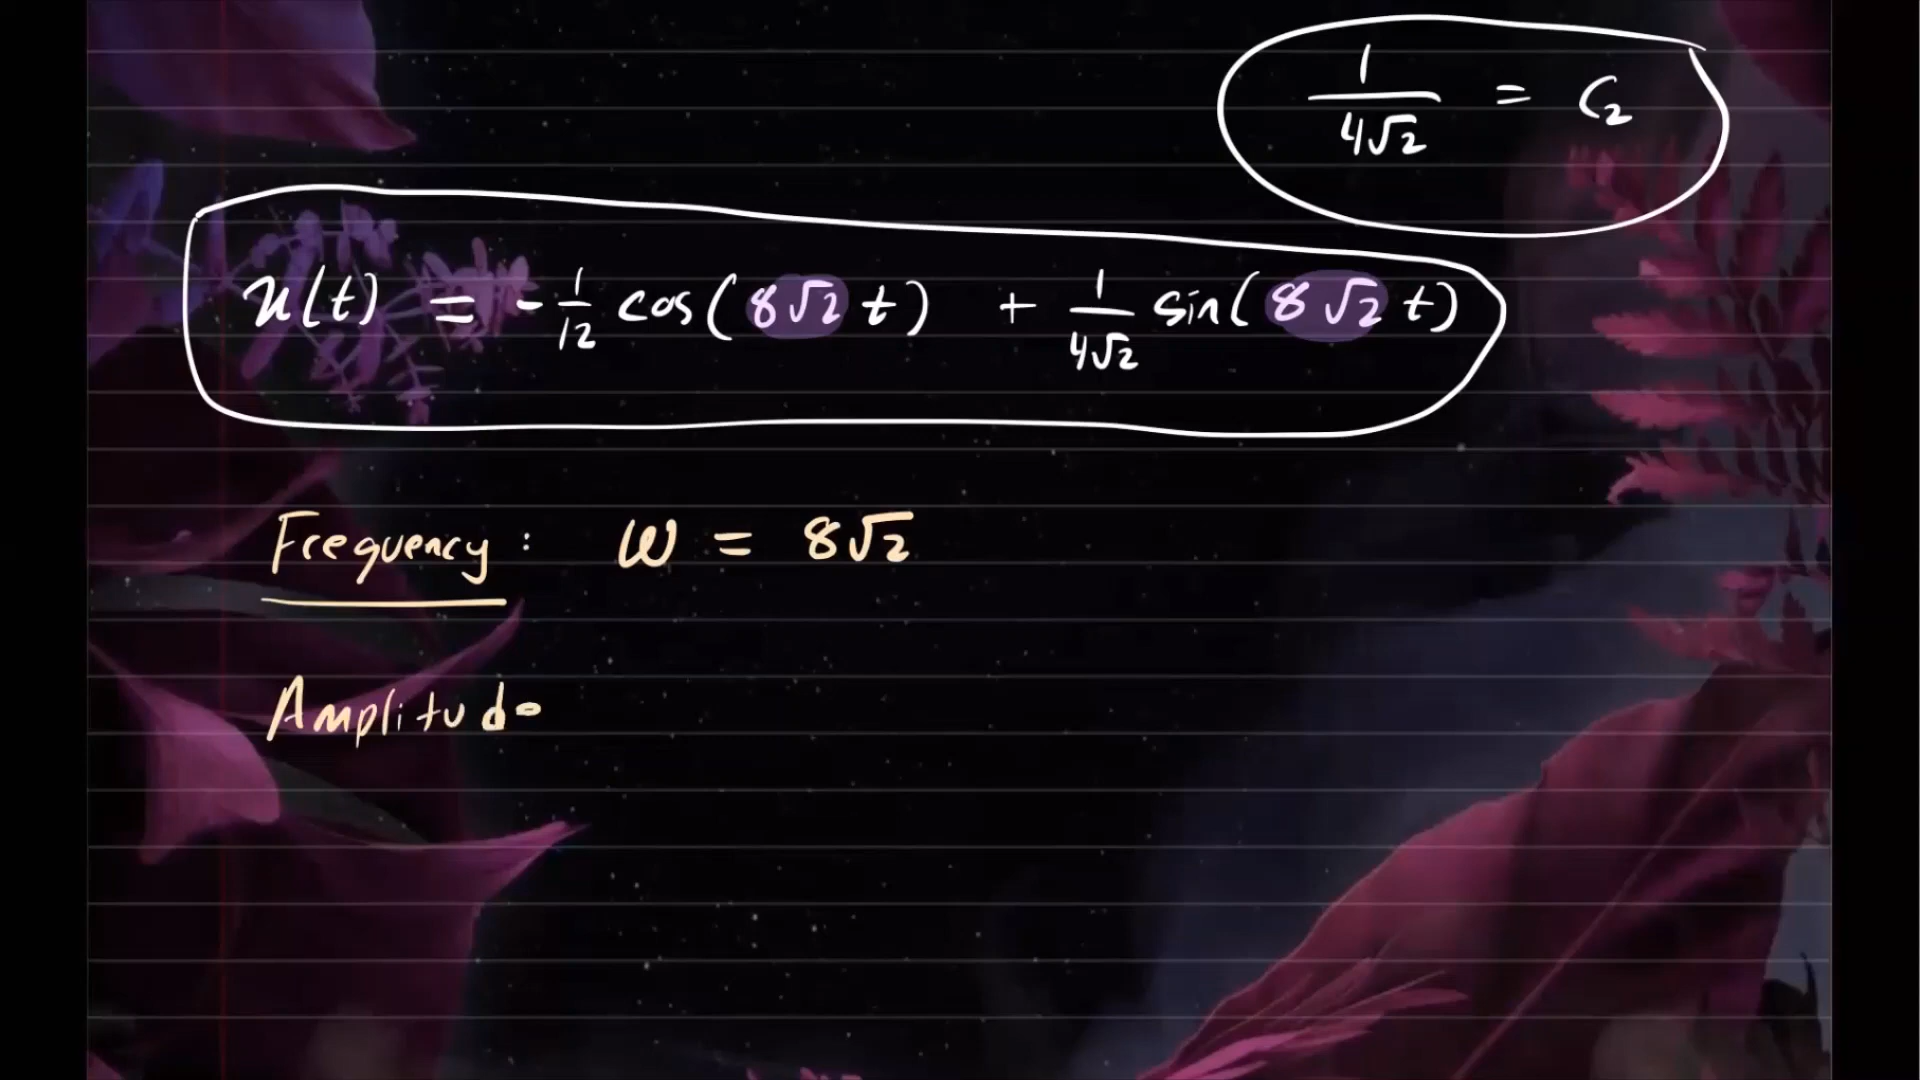 1/(4√2) = C₂
u(t) = -1/12 cos(8√2 t) + 1/(4√2) sin(8√2 t)
Frequency: ω = 8√2
Amplitude